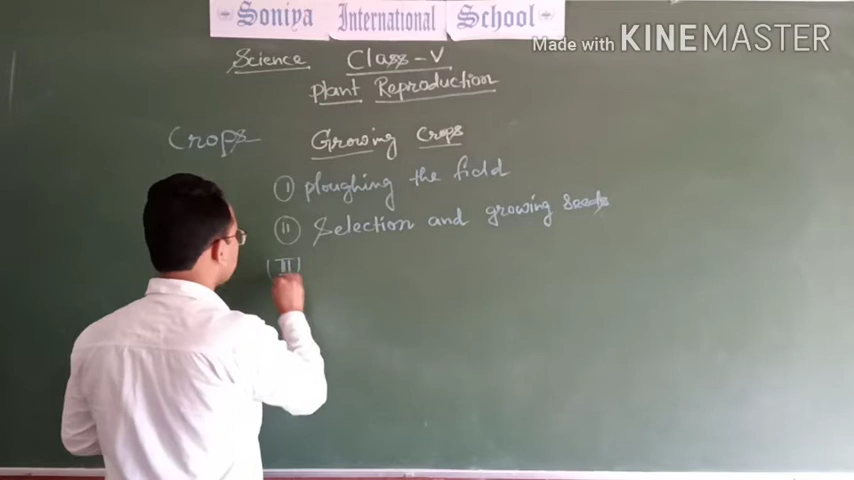 Soniya International School
Made with KINEMASTER
Science Class-V
Plant Reproduction
Crops Growing Crops
(I) ploughing the field
(II) Selection and growing seeds
(III)